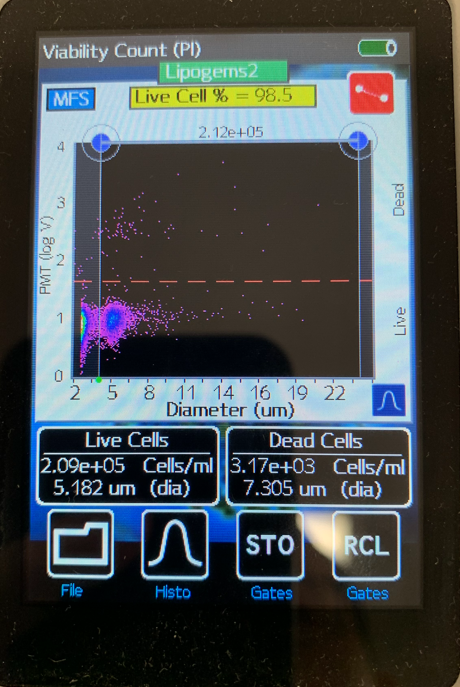 Viability Count (PI)
Lipogems2
MFS
Live Cell % = 98.5
2.12e+05
4
3
2
1
0
PMT (log V)
Dead
Live
2 5 8 11 14 16 19 22
Diameter (um)
Live Cells
2.09e+05 Cells/ml
5.182 um (dia)
Dead Cells
3.17e+03 Cells/ml
7.305 um (dia)
STO
RCL
File
Histo
Gates
Gates